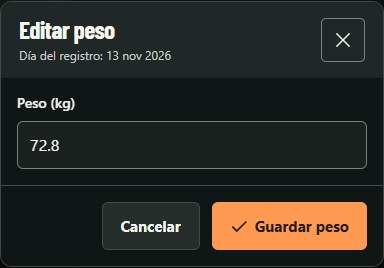 Editar peso
Día del registro: 13 nov 2026
Peso (kg)
72.8
Cancelar
Guardar peso